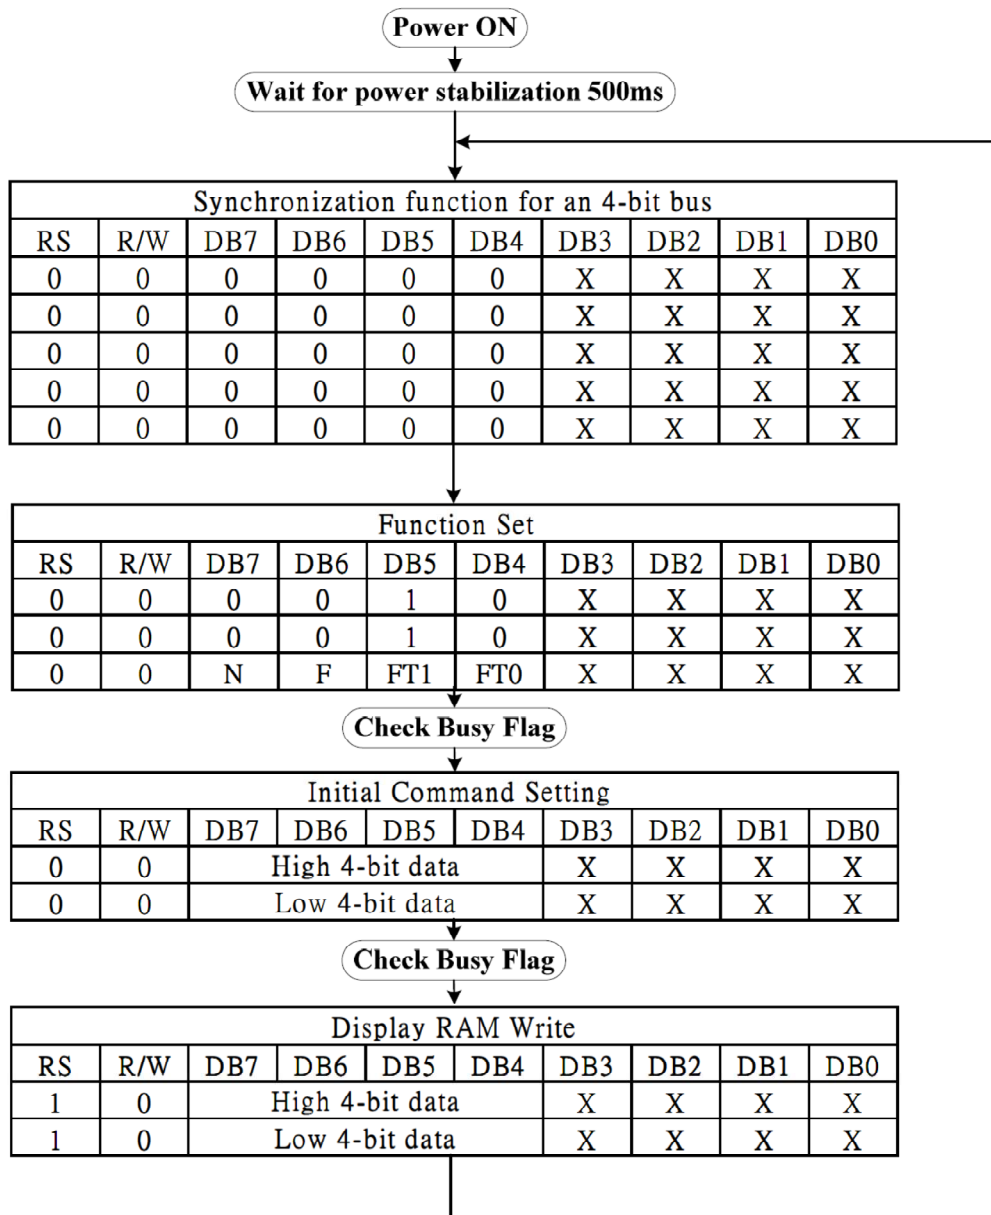 Power ON
Wait for power stabilization 500ms
Synchronization function for an 4-bit bus
RS R/W DB7 DB6 DB5 DB4 DB3 DB2 DB1 DB0
0 0 0 0 0 0 X X X X
0 0 0 0 0 0 X X X X
0 0 0 0 0 0 X X X X
0 0 0 0 0 0 X X X X
0 0 0 0 0 0 X X X X
Function Set
RS R/W DB7 DB6 DB5 DB4 DB3 DB2 DB1 DB0
0 0 0 0 1 0 X X X X
0 0 0 0 1 0 X X X X
0 0 N F FT1 FT0 X X X X
Check Busy Flag
Initial Command Setting
RS R/W DB7 DB6 DB5 DB4 DB3 DB2 DB1 DB0
0 0 High 4-bit data X X X X
0 0 Low 4-bit data X X X X
Check Busy Flag
Display RAM Write
RS R/W DB7 DB6 DB5 DB4 DB3 DB2 DB1 DB0
1 0 High 4-bit data X X X X
1 0 Low 4-bit data X X X X